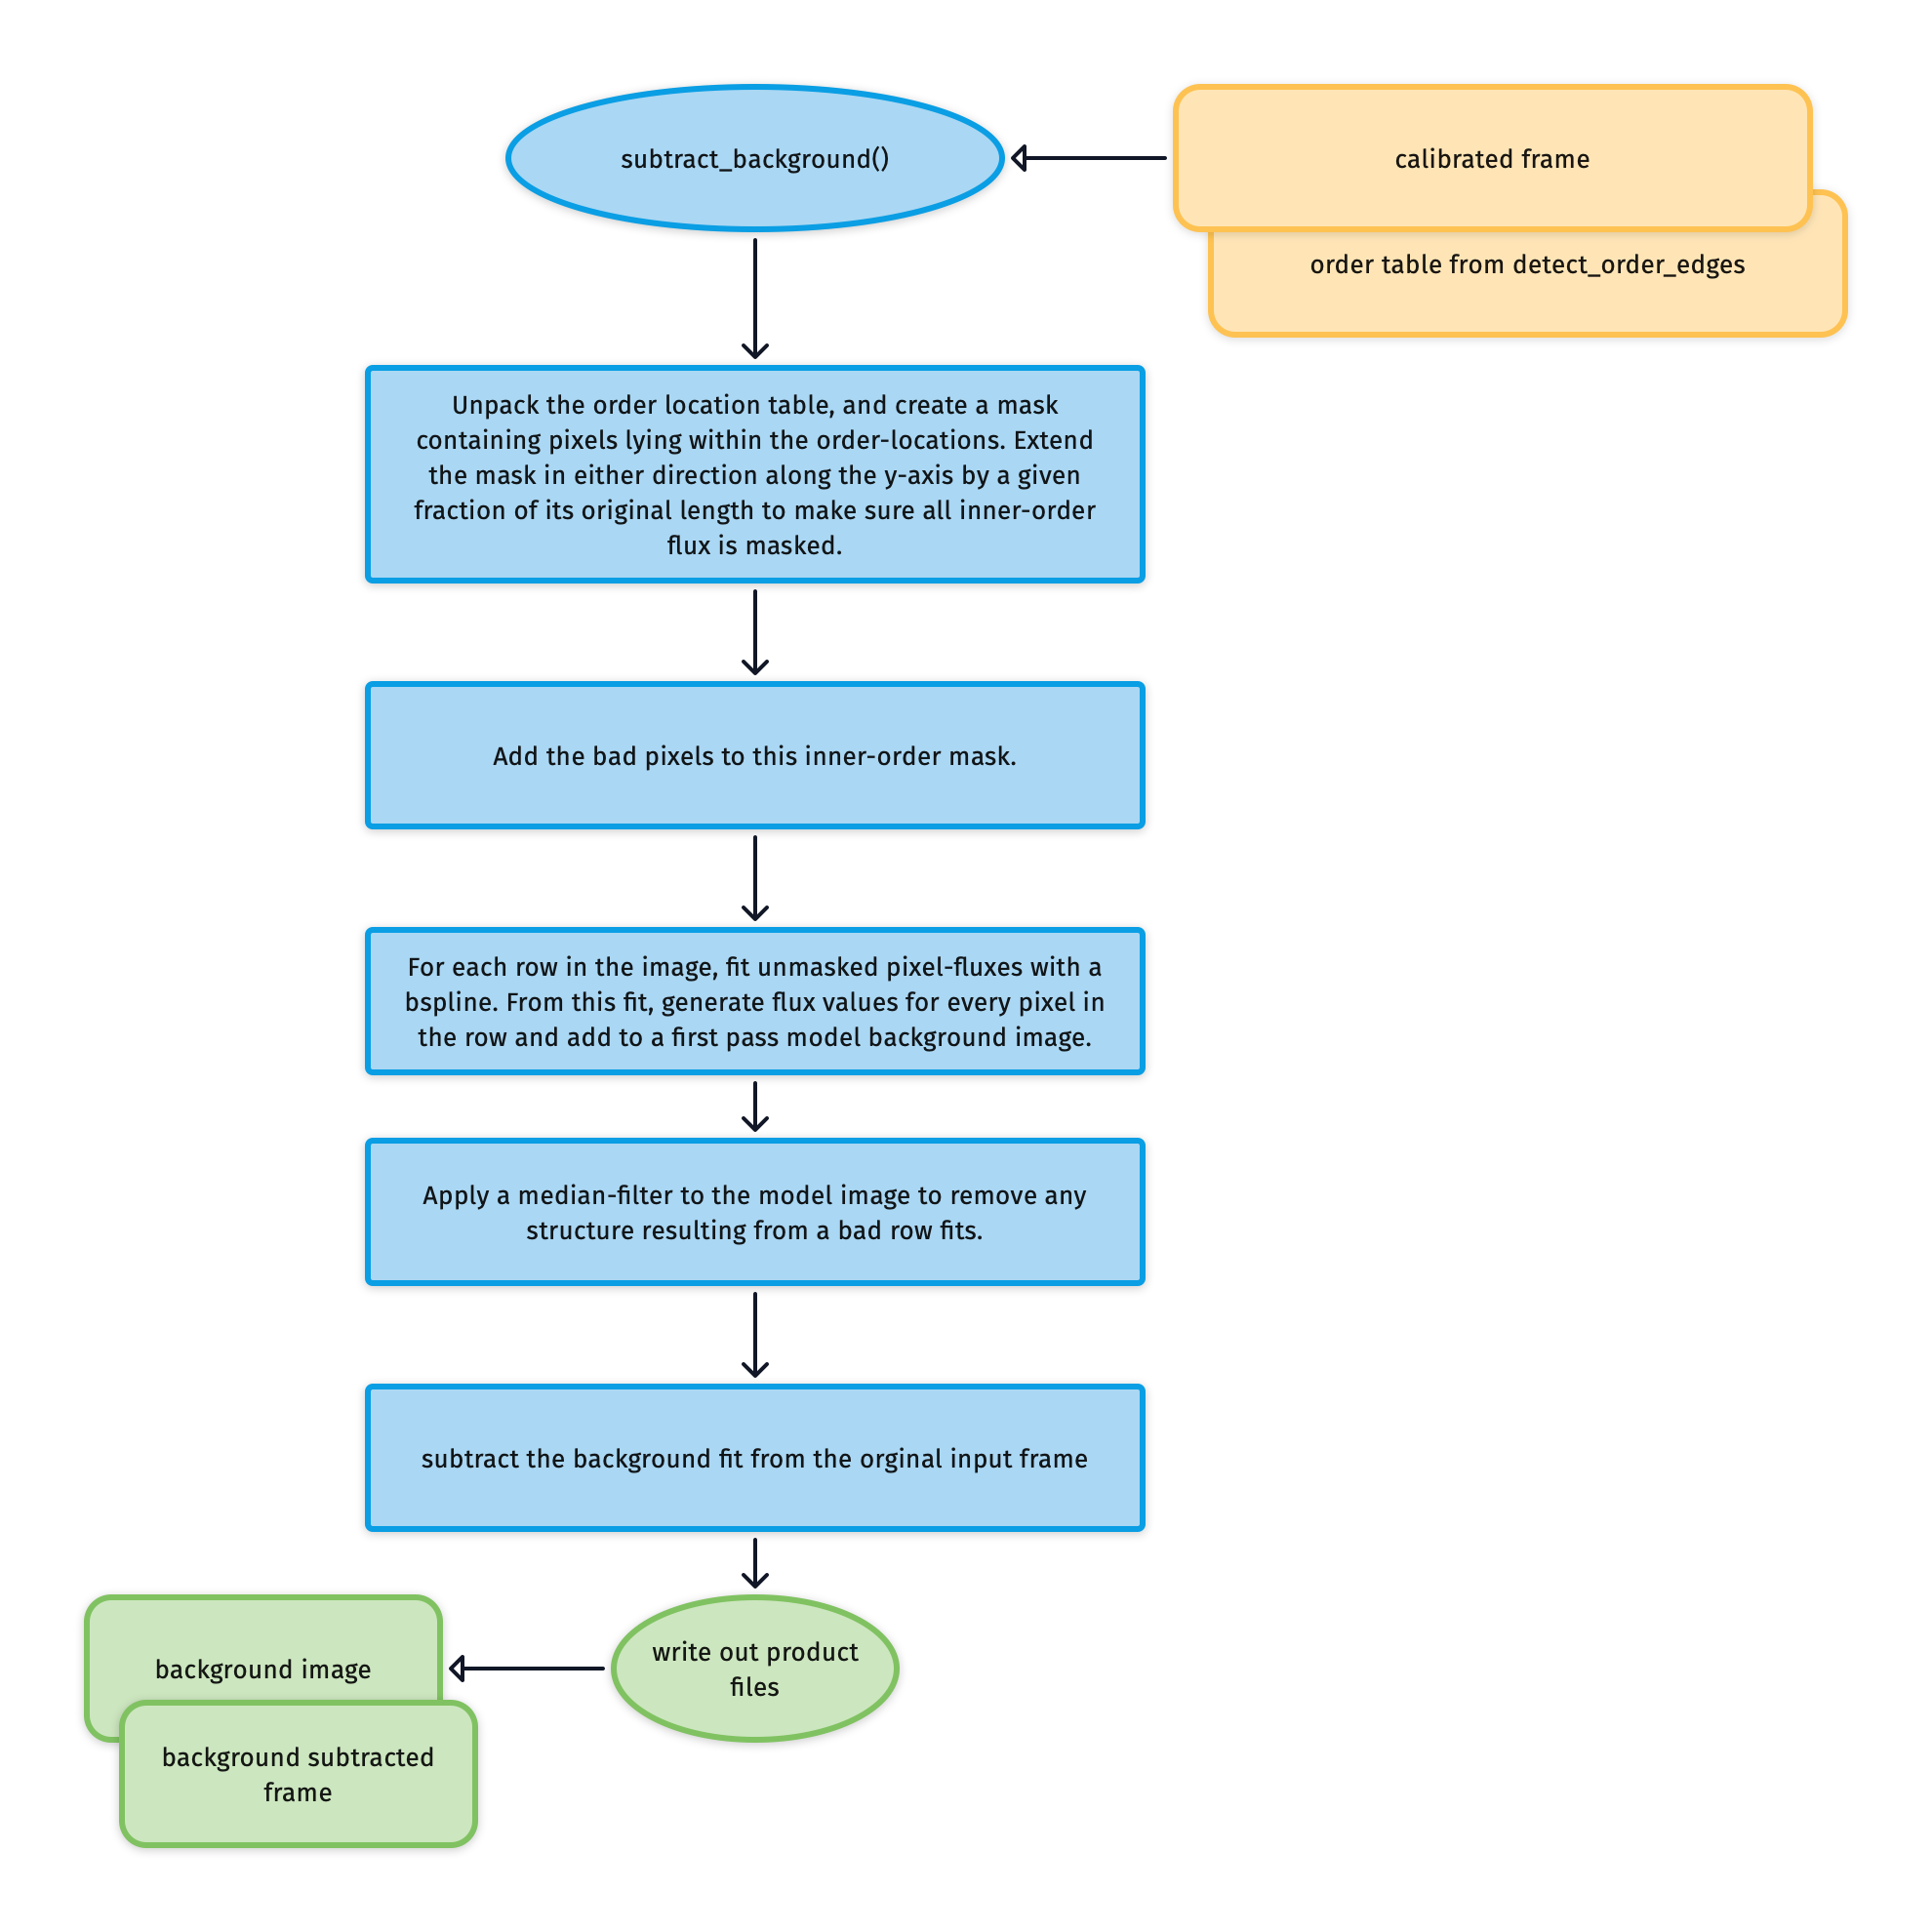 subtract_background()
calibrated frame
order table from detect_order_edges
Unpack the order location table, and create a mask
containing pixels lying within the order-locations. Extend
the mask in either direction along the y-axis by a given
fraction of its original length to make sure all inner-order
flux is masked.
Add the bad pixels to this inner-order mask.
For each row in the image, fit unmasked pixel-fluxes with a
bspline. From this fit, generate flux values for every pixel in
the row and add to a first pass model background image.
Apply a median-filter to the model image to remove any
structure resulting from a bad row fits.
subtract the background fit from the orginal input frame
write out product
files
background image
background subtracted
frame